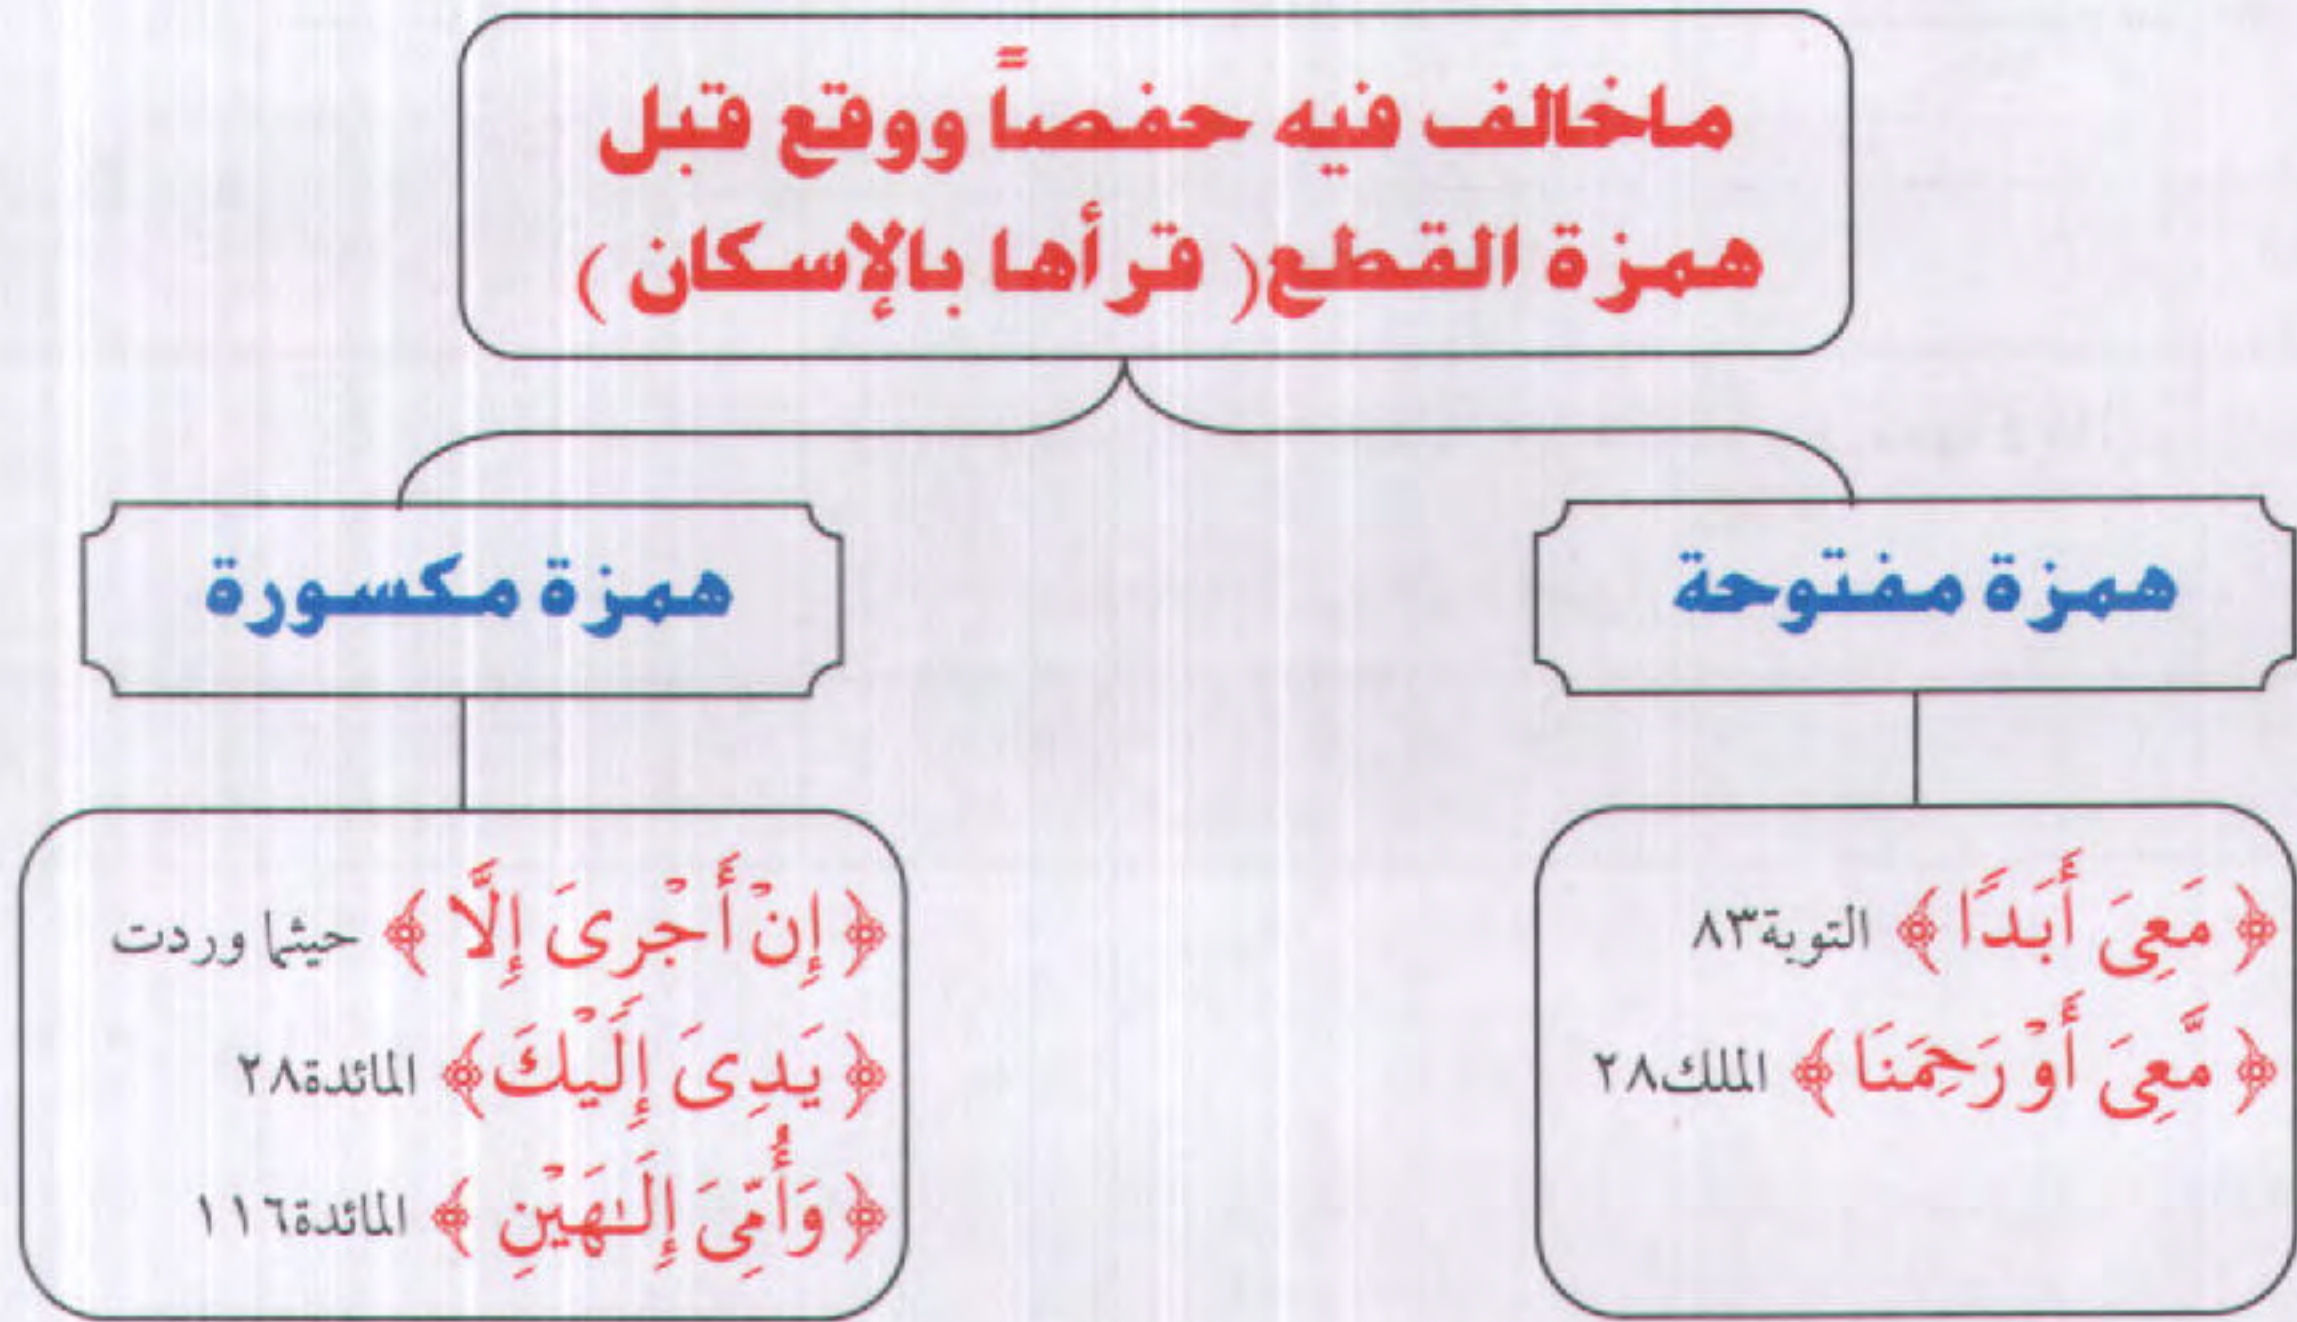 ماخالف فيه حفصاً ووقع قبل
همزة القطع( قرأها بالإسكان )
همزة مفتوحة
﴿ مَعِىَ أَبَدًا ﴾ التوبة٨٣
﴿ مَّعِىَ أَوْ رَحِمَنَا ﴾ الملك٢٨
همزة مكسورة
﴿ إِنْ أَجْرِىَ إِلَّا ﴾ حيثما وردت
﴿ يَدِىَ إِلَيْكَ ﴾ المائدة٢٨
﴿ وَأُمِّىَ إِلَٰهَيْنِ ﴾ المائدة١١٦